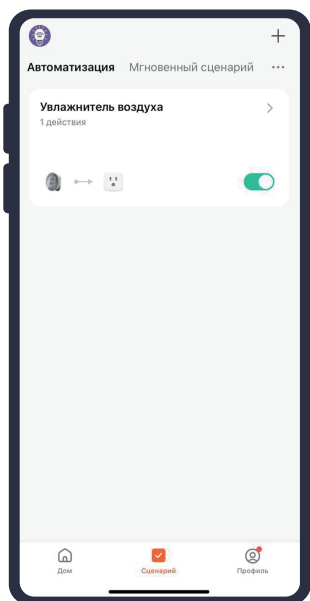 Автоматизация Мгновенный сценарий ...
Увлажнитель воздуха
1 действия
Дом Сценарий Профиль